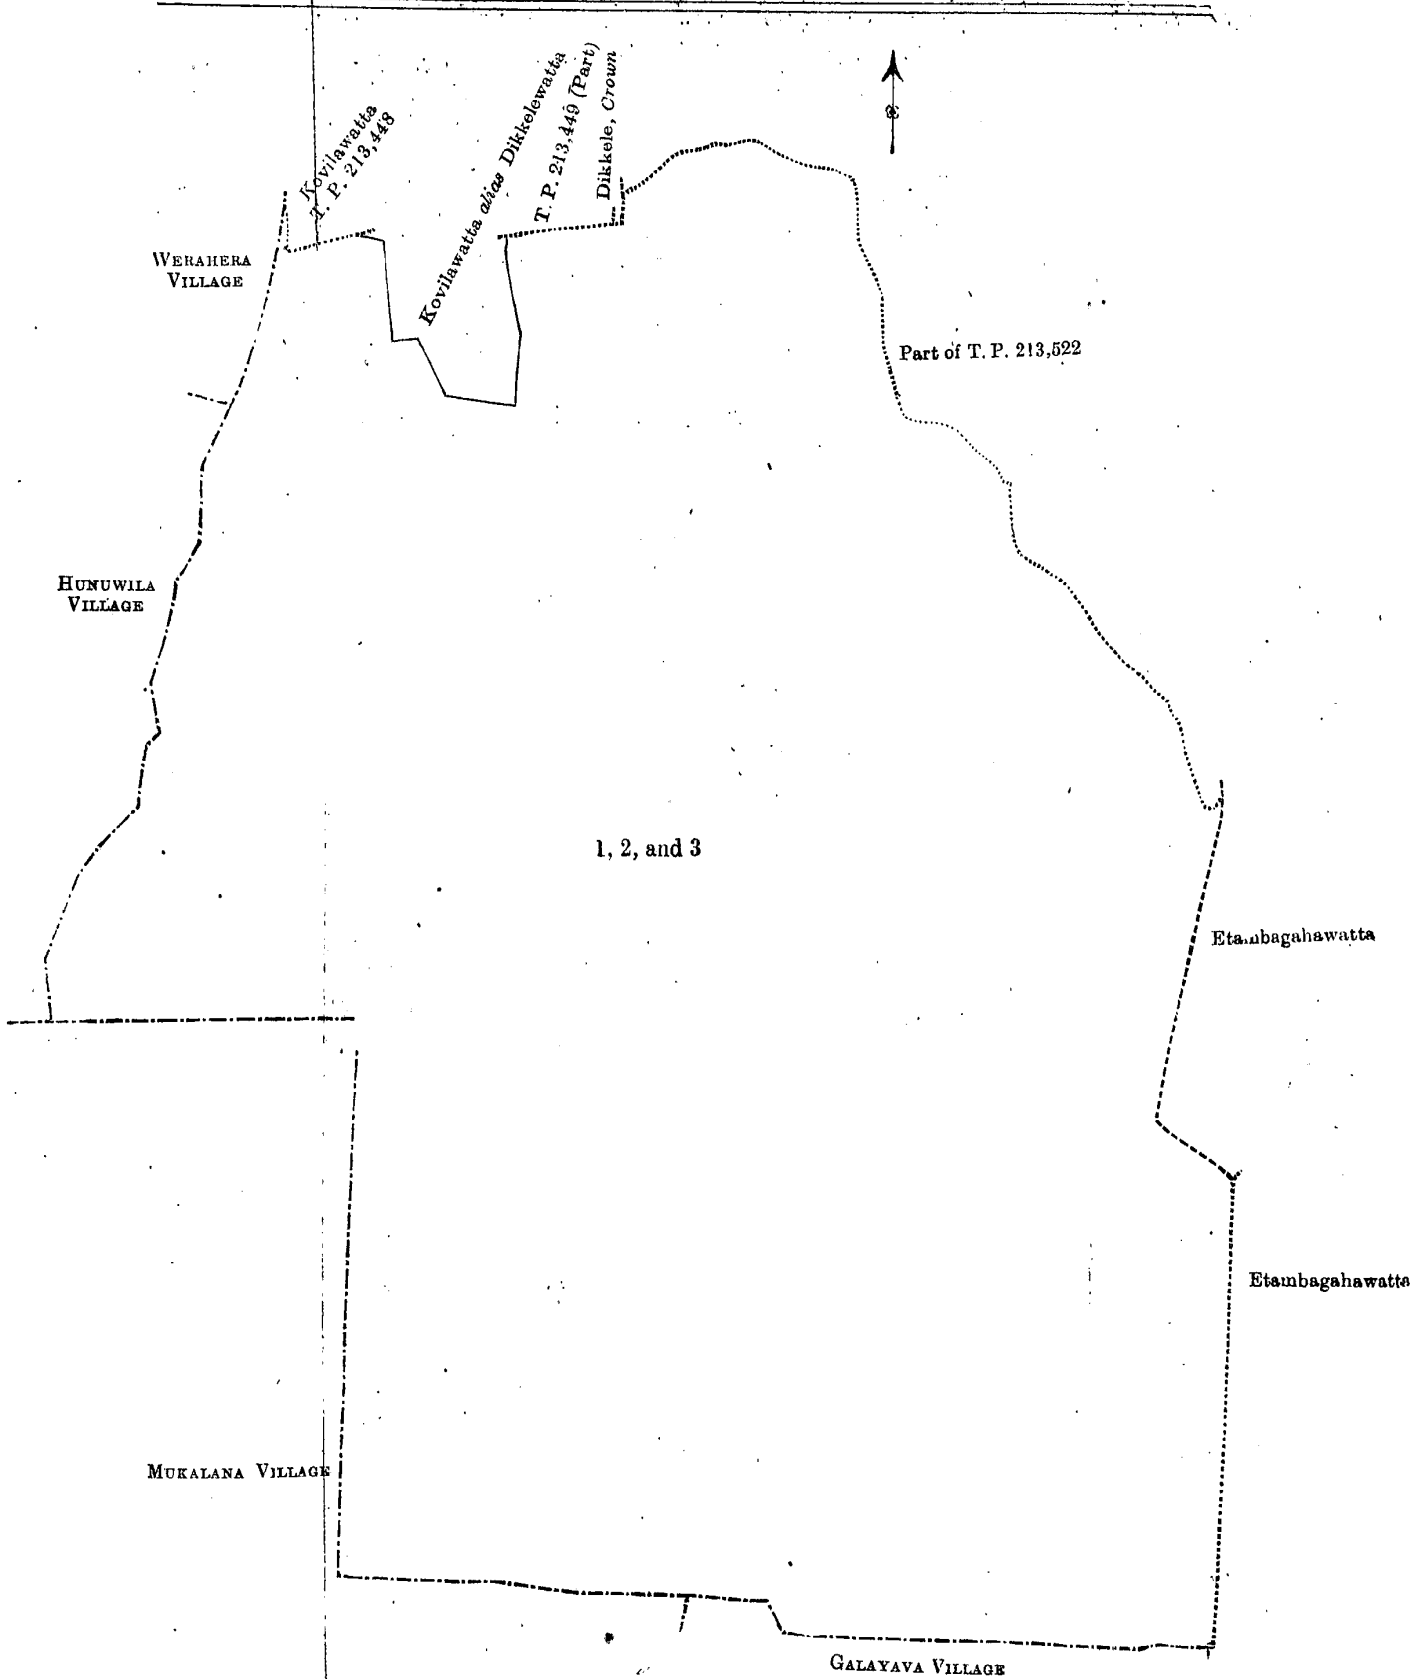 Kovilawatta
T. P. 213,448
Kovilawatta alias Dikkelewatta
T. P. 213,449 (Part)
Dikkele, Crown
WERAHERA
VILLAGE
Part of T. P. 213,522
HUNUWILA
VILLAGE
1, 2, and 3
Etambagahawatta
Etambagahawatta
MUKALANA VILLAGE
GALAYAVA VILLAGE